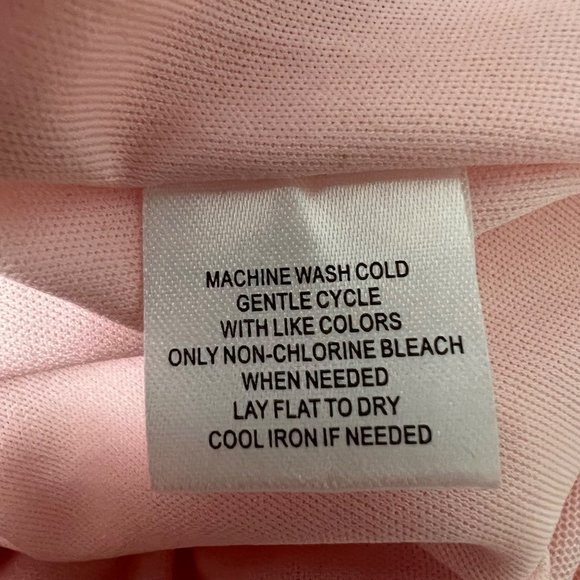 MACHINE WASH COLD
GENTLE CYCLE
WITH LIKE COLORS
ONLY NON-CHLORINE BLEACH
WHEN NEEDED
LAY FLAT TO DRY
COOL IRON IF NEEDED